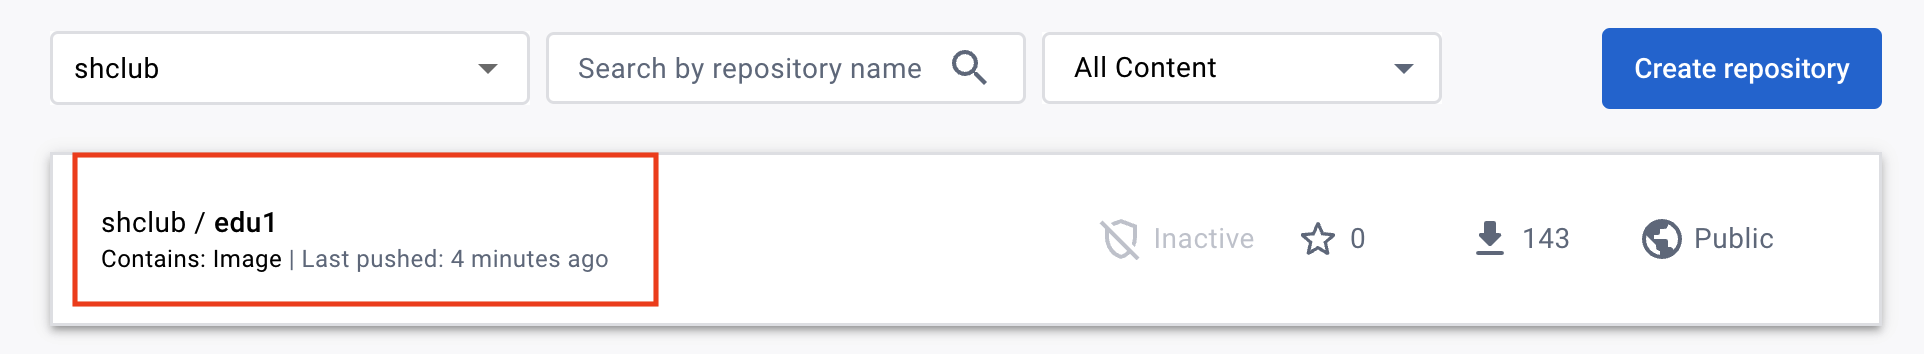 shclub
Search by repository name
All Content
Create repository
shclub / edu1
Contains: Image | Last pushed: 4 minutes ago
Inactive
0
143
Public